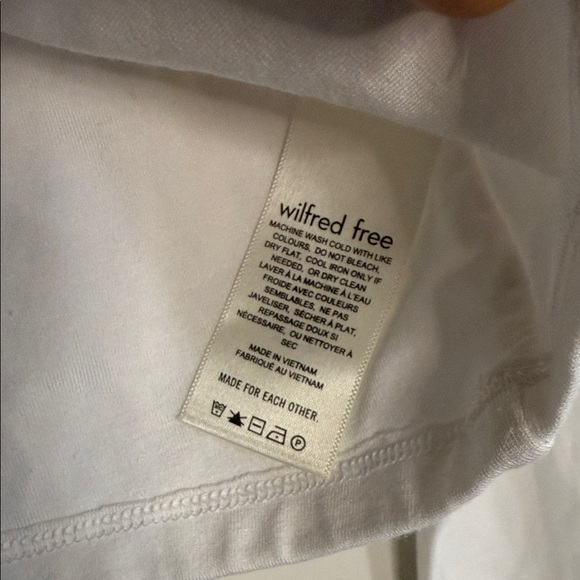 wilfred free
MACHINE WASH COLD WITH LIKE
COLOURS, DO NOT BLEACH,
DRY FLAT, COOL IRON ONLY IF
NEEDED, OR DRY CLEAN
LAVER À LA MACHINE À L'EAU
FROIDE AVEC COULEURS
SEMBLABLES, NE PAS
JAVELISER, SÉCHER À PLAT,
REPASSAGE DOUX SI
NÉCESSAIRE, OU NETTOYER À
SEC
MADE IN VIETNAM
FABRIQUÉ AU VIETNAM
MADE FOR EACH OTHER.
P